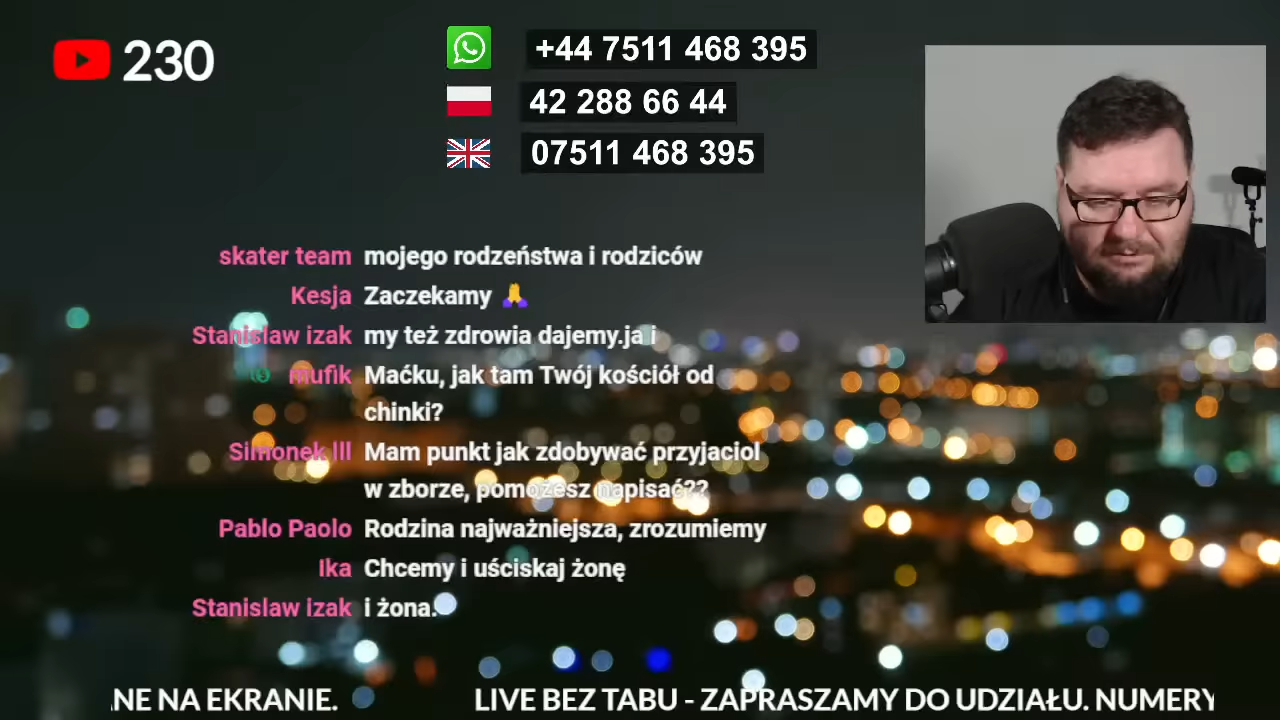 230
+44 7511 468 395
42 288 66 44
07511 468 395
skater team mojego rodzeństwa i rodziców
Kesja Zaczekamy 🙏
Stanislaw izak my też zdrowia dajemy.ja i
mufik Maćku, jak tam Twój kościół od
chinki?
Simonek lll Mam punkt jak zdobywać przyjaciol
w zborze, pomożesz napisać??
Pablo Paolo Rodzina najważniejsza, zrozumiemy
Ika Chcemy i uściskaj żonę
Stanislaw izak i żona.
NE NA EKRANIE. LIVE BEZ TABU - ZAPRASZAMY DO UDZIAŁU. NUMERY